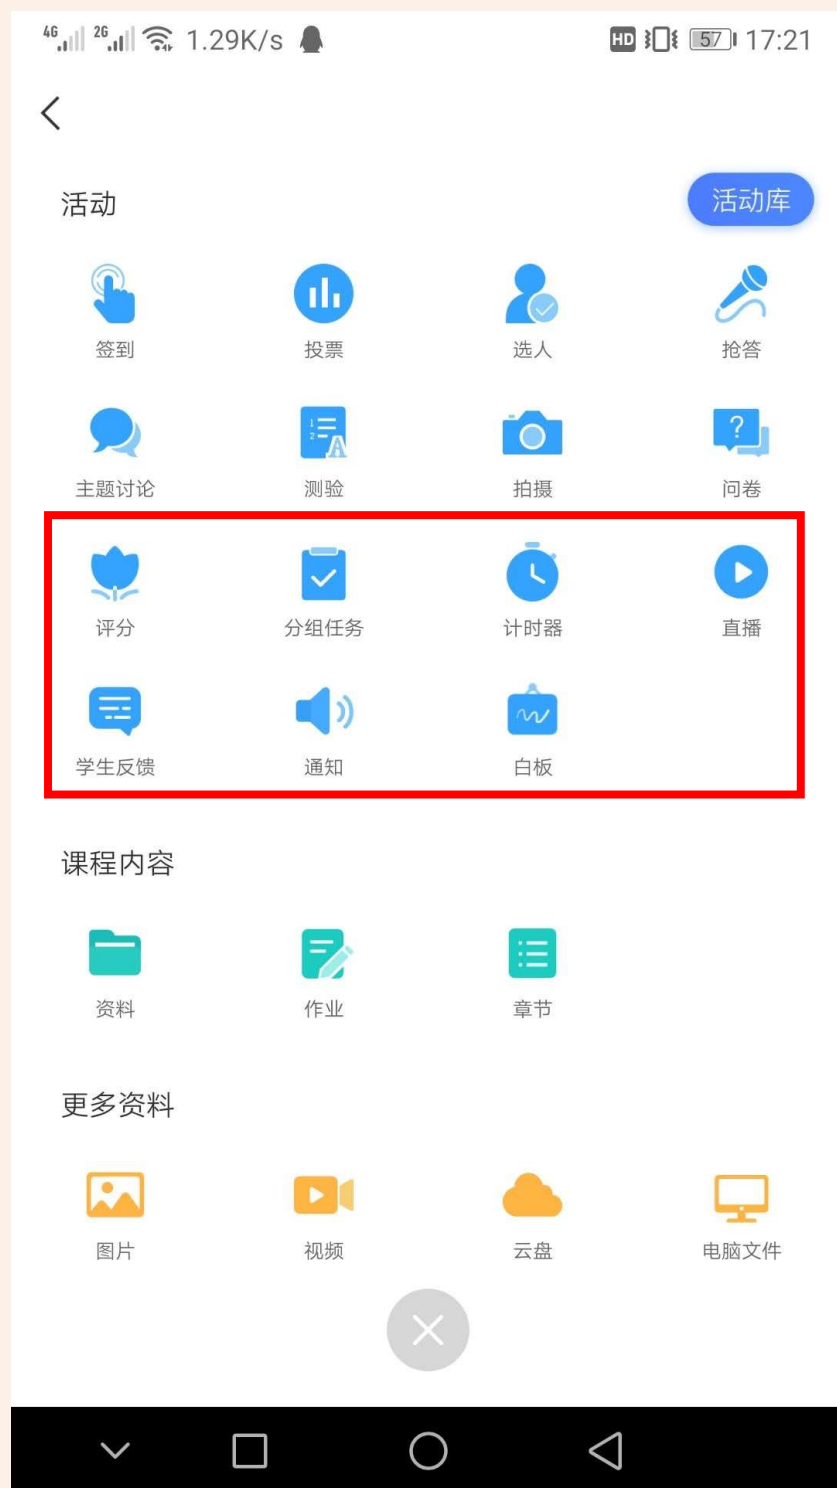 4G 2G 1.29K/s HD 57 17:21
活动 活动库
签到 投票 选人 抢答
主题讨论 测验 拍摄 问卷
评分 分组任务 计时器 直播
学生反馈 通知 白板
课程内容
资料 作业 章节
更多资料
图片 视频 云盘 电脑文件